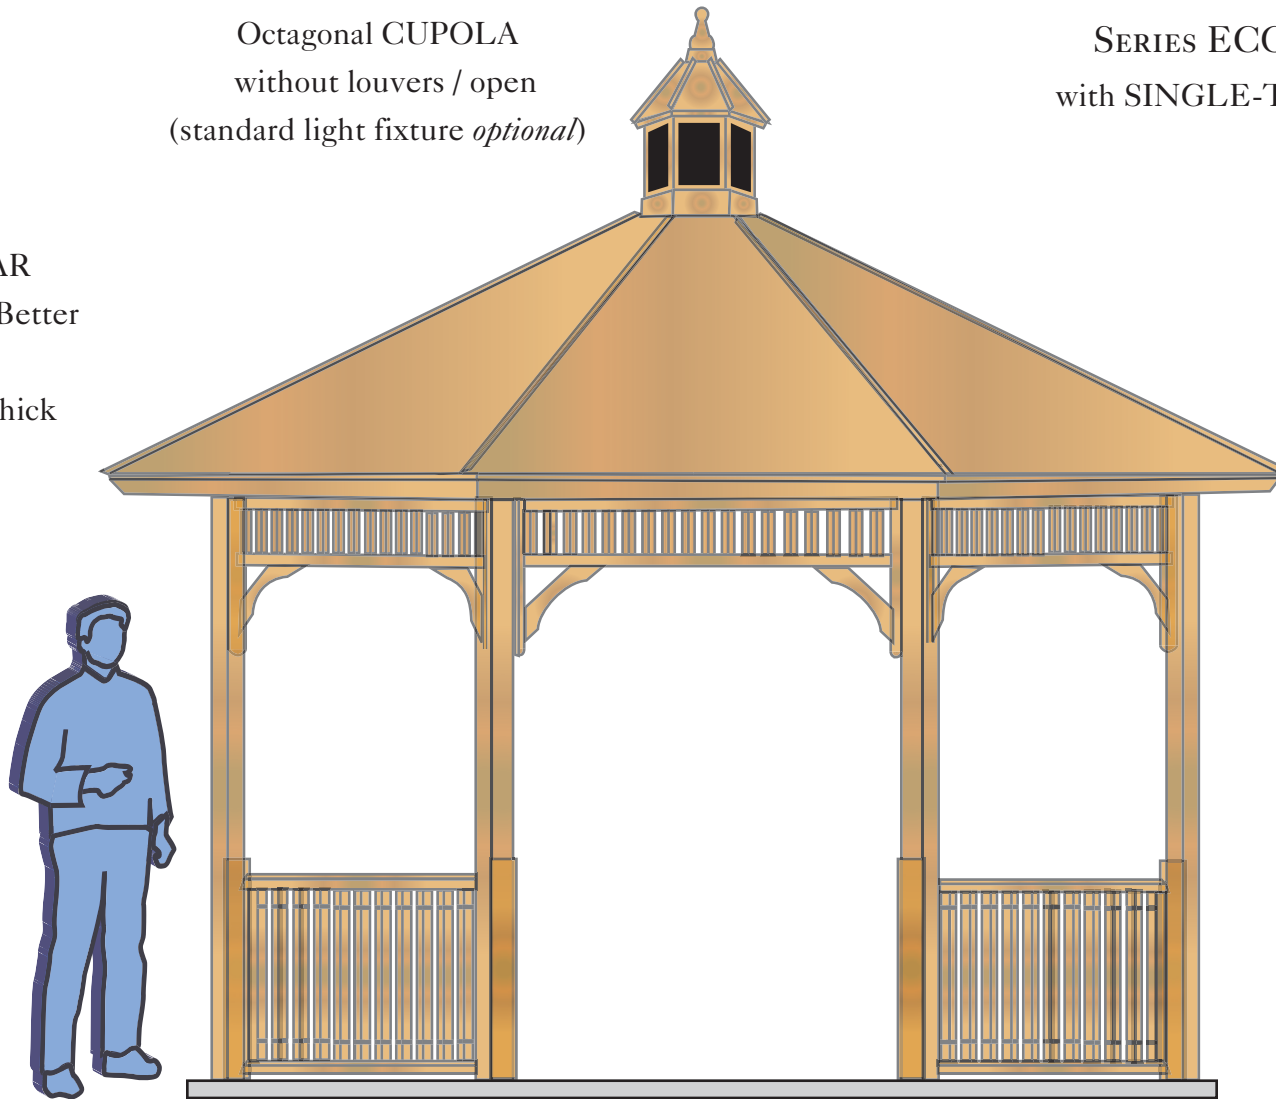 Octagonal CUPOLA
without louvers / open
(standard light fixture optional)
SERIES
with
Better